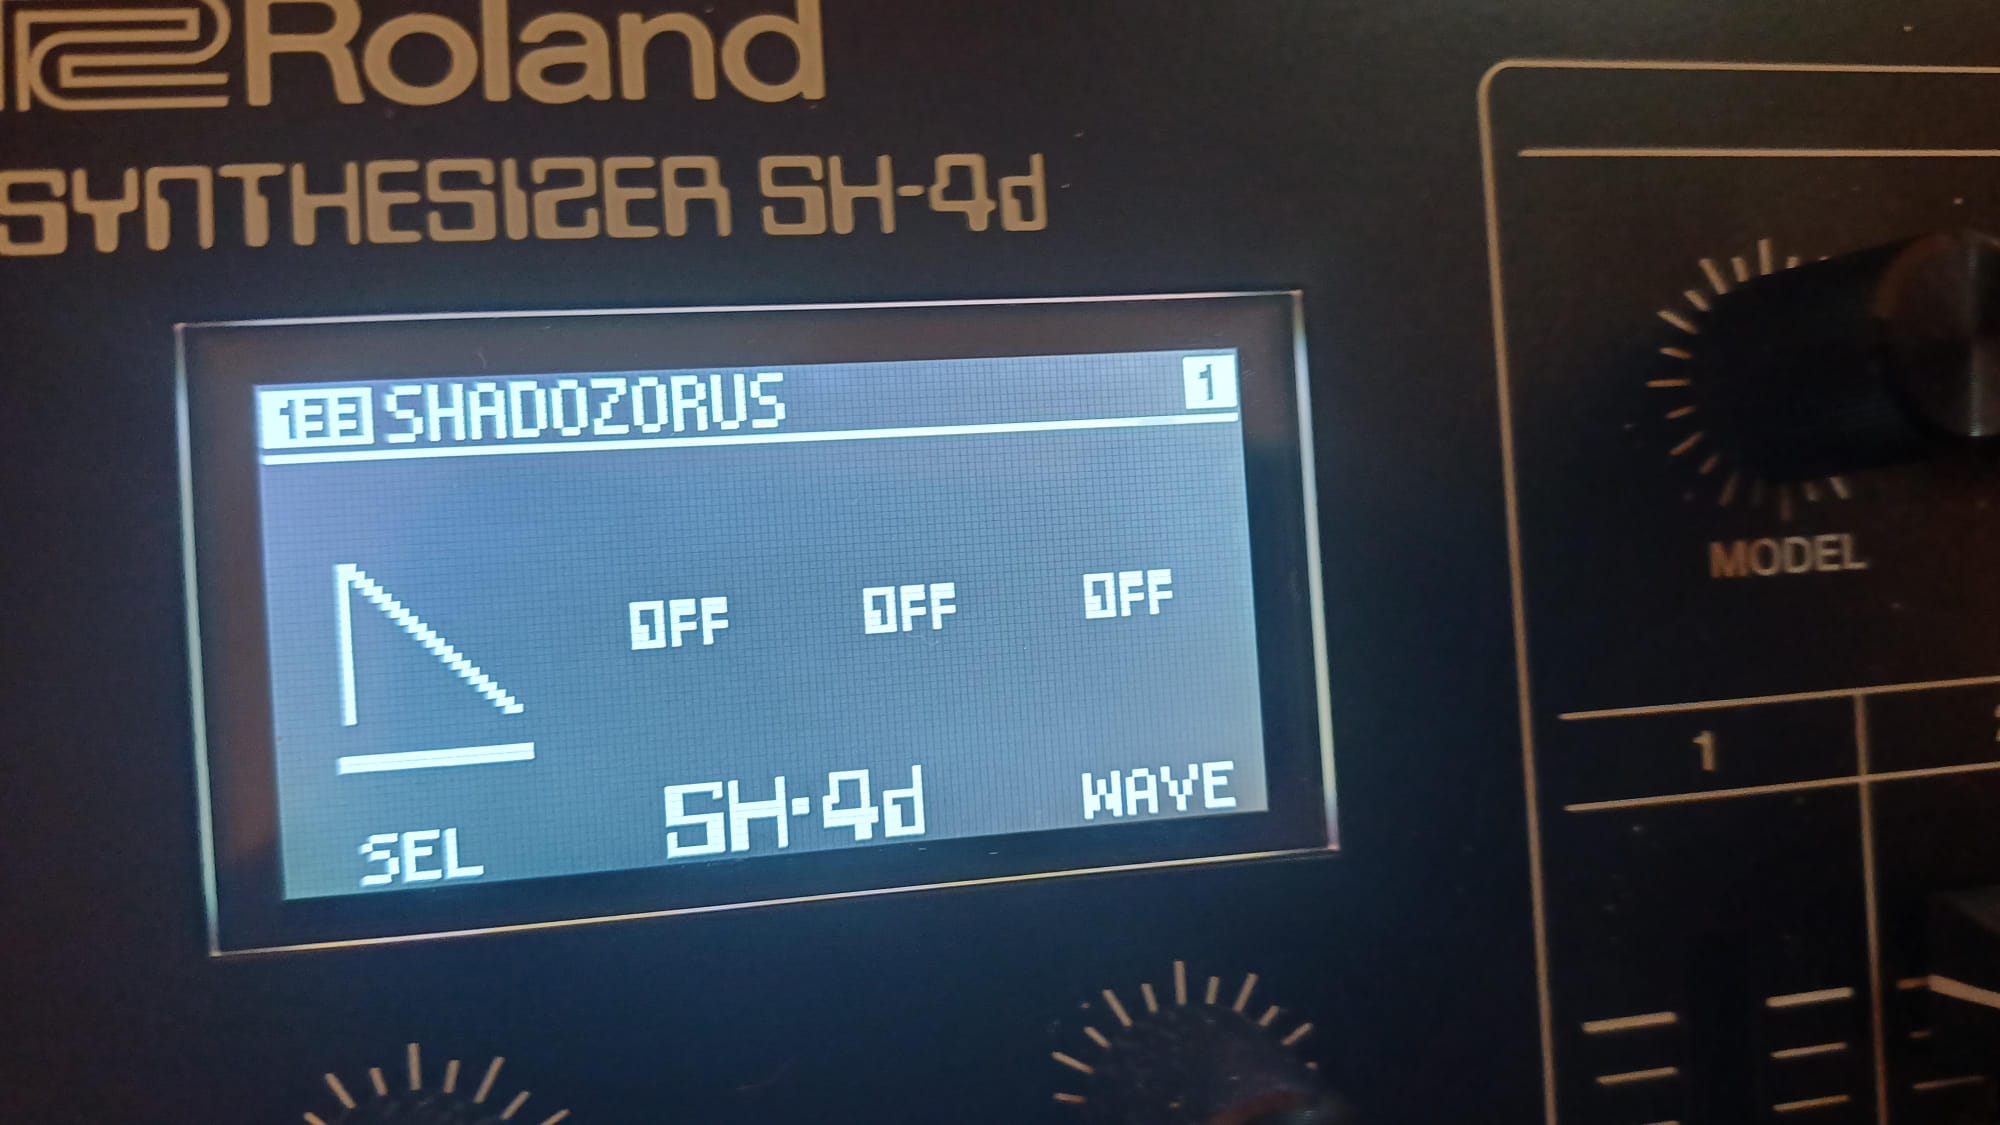 Roland
SYNTHESIZER SH-4d
133 SHADOZORUS 1
OFF OFF OFF
SEL SH-4d WAVE
MODEL
1